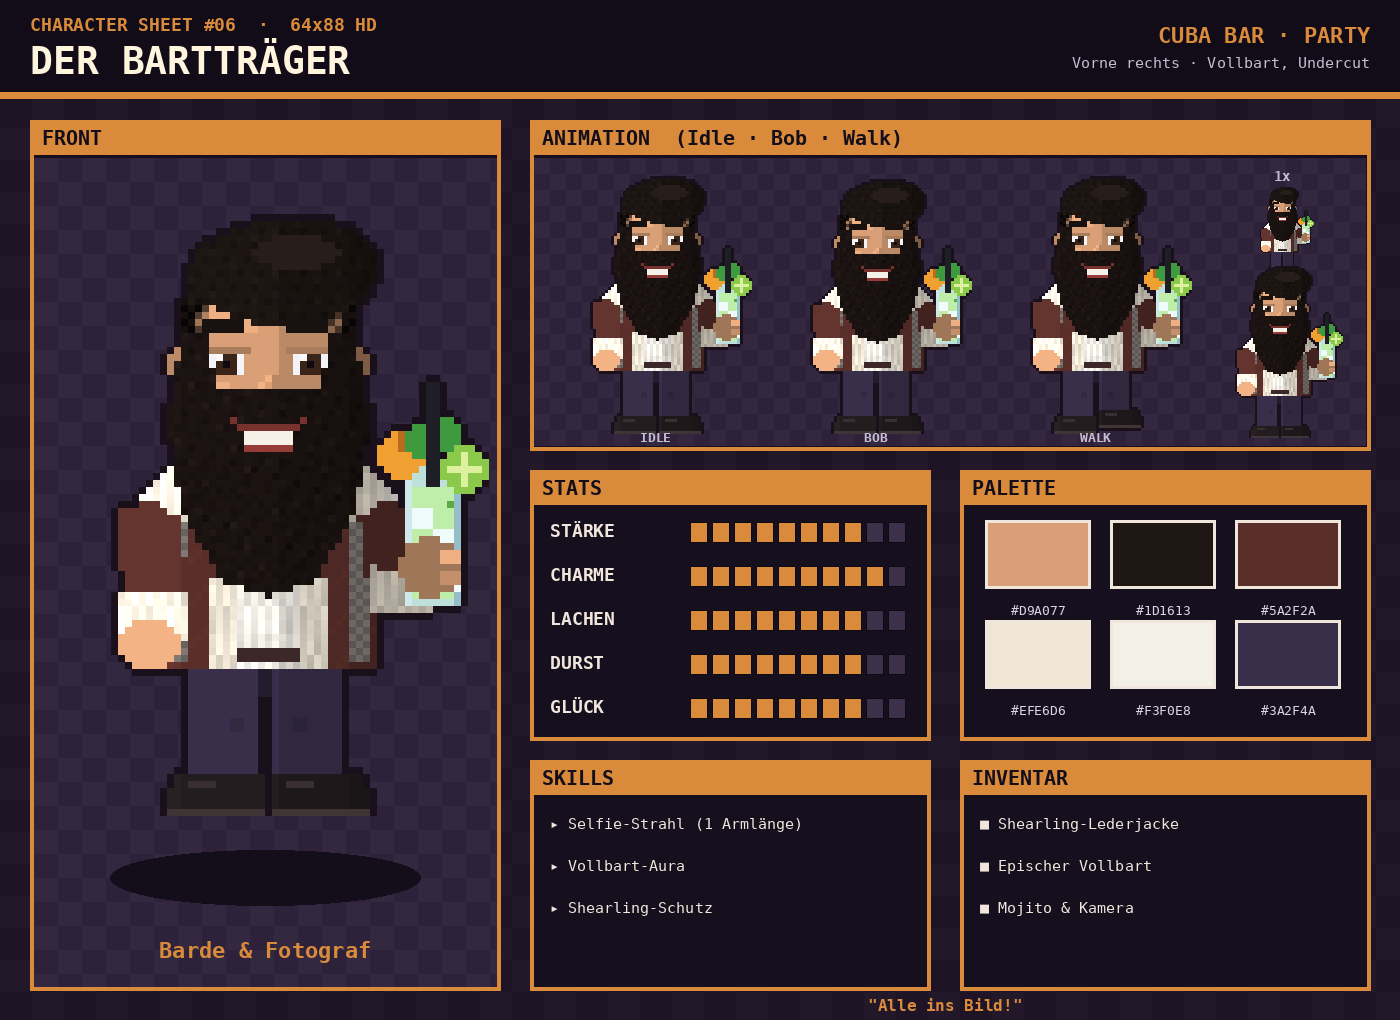 CHARACTER SHEET #06 · 64x88 HD
DER BARTTRÄGER
CUBA BAR · PARTY
Vorne rechts · Vollbart, Undercut
FRONT
Barde & Fotograf
ANIMATION (Idle · Bob · Walk)
1x
IDLE
BOB
WALK
STATS
STÄRKE
CHARME
LACHEN
DURST
GLÜCK
PALETTE
#D9A077
#1D1613
#5A2F2A
#EFE6D6
#F3F0E8
#3A2F4A
SKILLS
▸ Selfie-Strahl (1 Armlänge)
▸ Vollbart-Aura
▸ Shearling-Schutz
INVENTAR
■ Shearling-Lederjacke
■ Epischer Vollbart
■ Mojito & Kamera
"Alle ins Bild!"